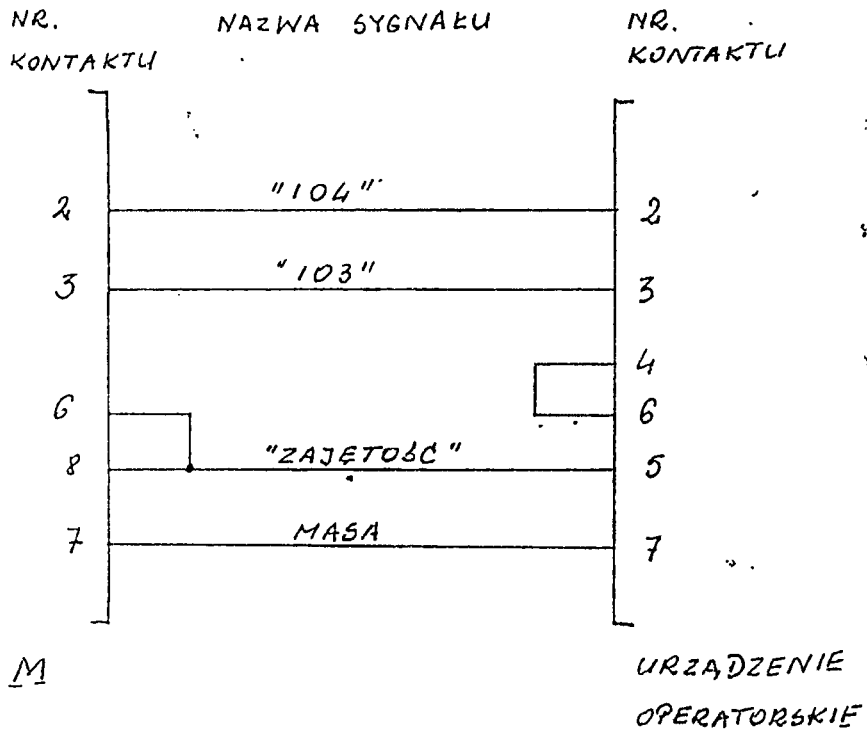 NR. NAZWA SYGNAŁU NR.
KONTAKTU KONTAKTU
2 "104" 2
3 "103" 3
4
6 6
8 "ZAJĘTOŚĆ" 5
7 MASA 7
M URZĄDZENIE
OPERATORSKIE